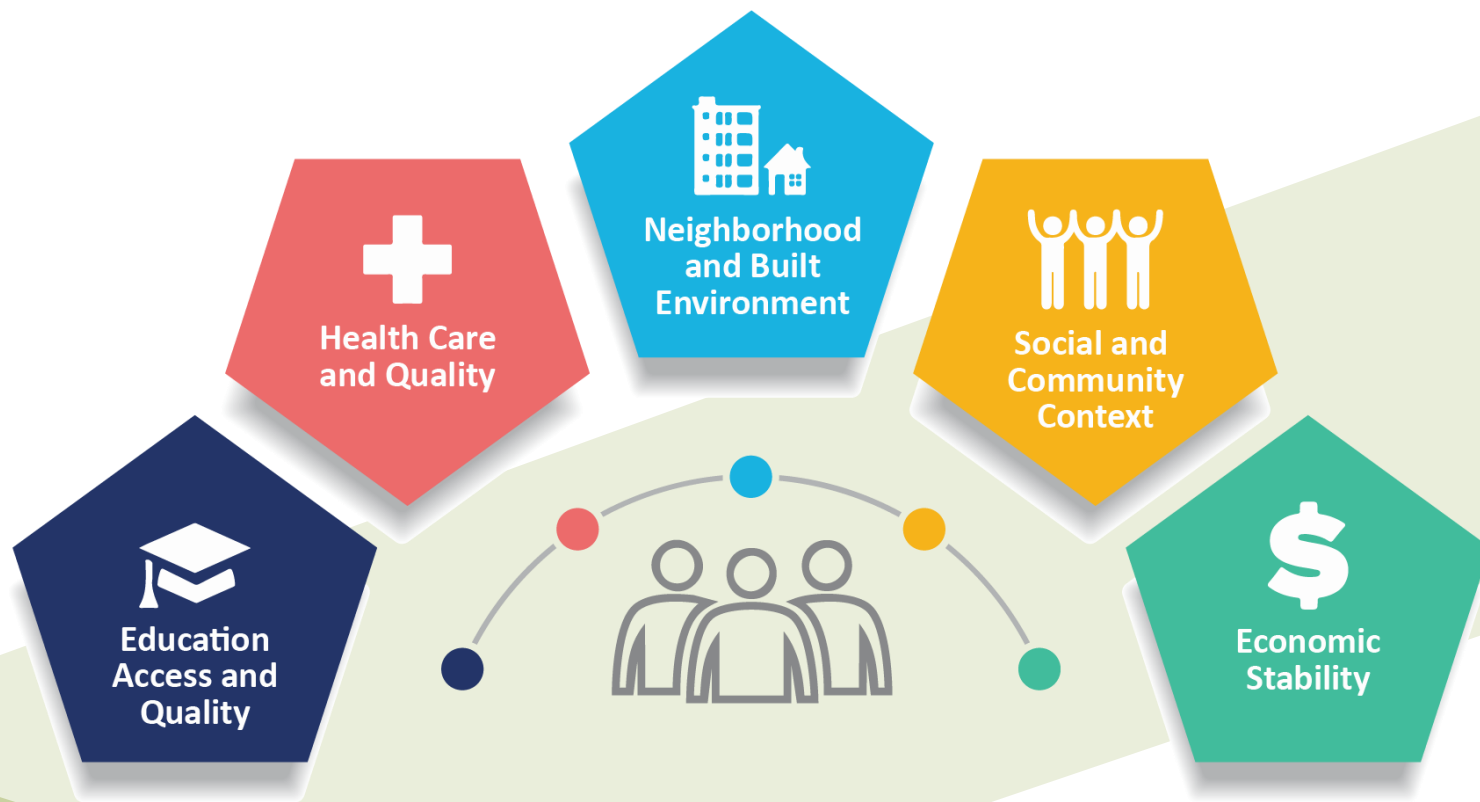 Education
Access and
Quality
Health Care
and Quality
Neighborhood
and Built
Environment
Social and
Community
Context
$
Economic
Stability